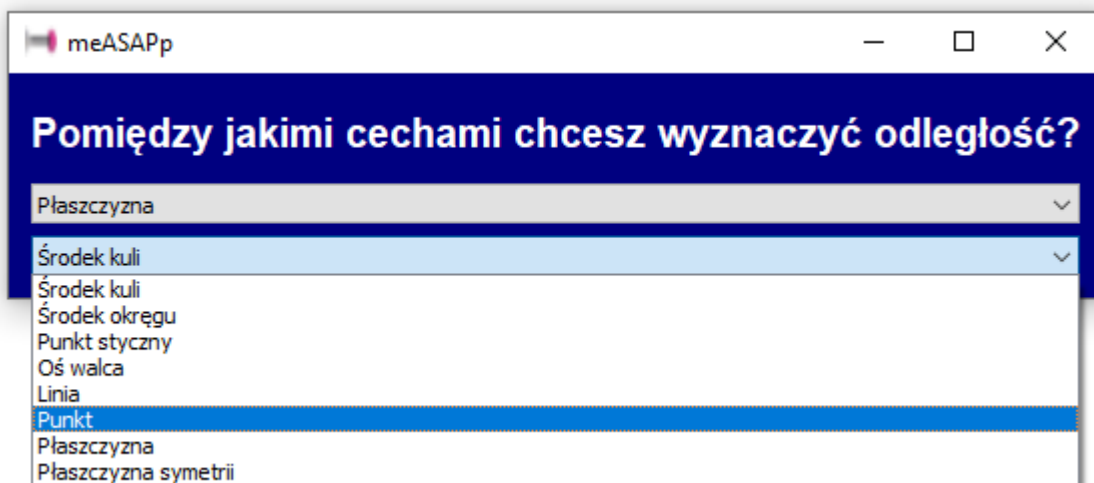 meASAPp
Pomiędzy jakimi cechami chcesz wyznaczyć odległość?
Płaszczyzna
Środek kuli
Środek kuli
Środek okręgu
Punkt styczny
Oś walca
Linia
Punkt
Płaszczyzna
Płaszczyzna symetrii